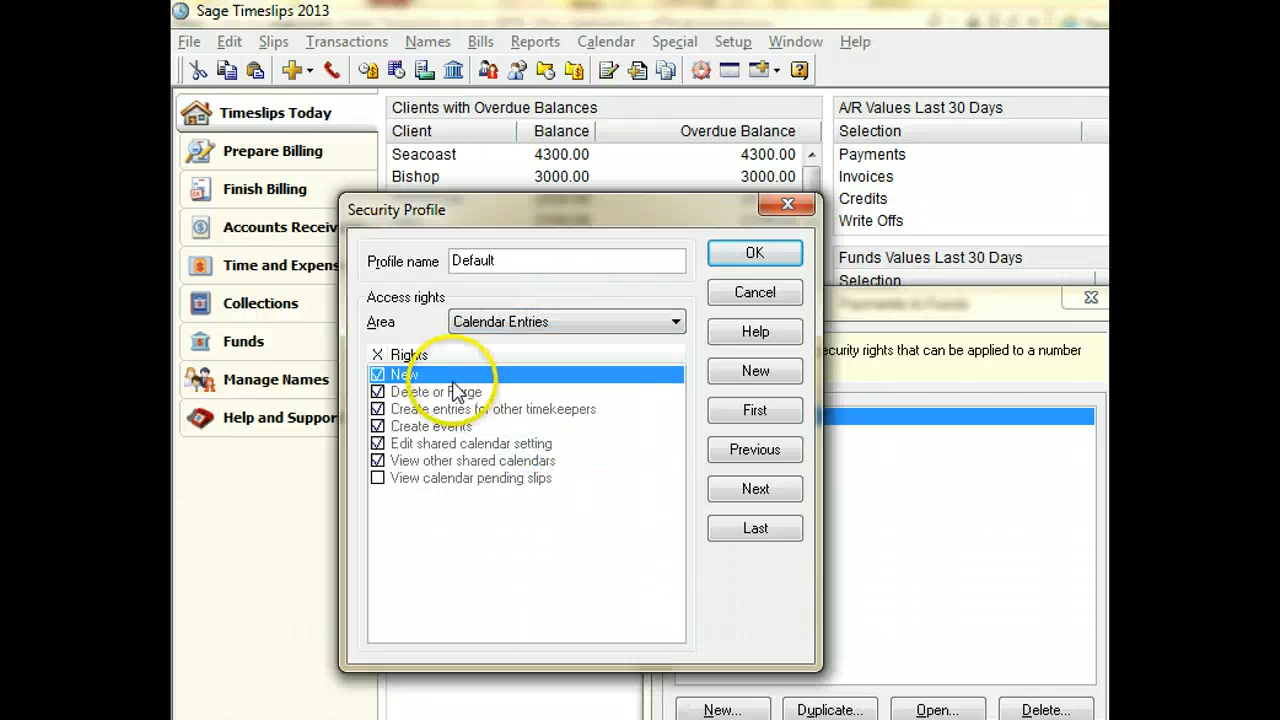 Sage Timeslips 2013
File Edit Slips Transactions Names Bills Reports Calendar Special Setup Window Help
Timeslips Today
Prepare Billing
Finish Billing
Accounts Receiv
Time and Expens
Collections
Funds
Manage Names
Help and Suppor
Clients with Overdue Balances
Client Balance Overdue Balance
Seacoast 4300.00 4300.00
Bishop 3000.00 3000.00
A/R Values Last 30 Days
Selection
Payments
Invoices
Credits
Write Offs
Funds Values Last 30 Days
Selection
Payments to Funds
Security Profile
Profile name Default
Access rights
Area Calendar Entries
X Rights
New
Delete or Purge
Create entries for other timekeepers
Create events
Edit shared calendar setting
View other shared calendars
View calendar pending slips
OK
Cancel
Help
New
First
Previous
Next
Last
ecurity rights that can be applied to a number
New... Duplicate... Open... Delete...